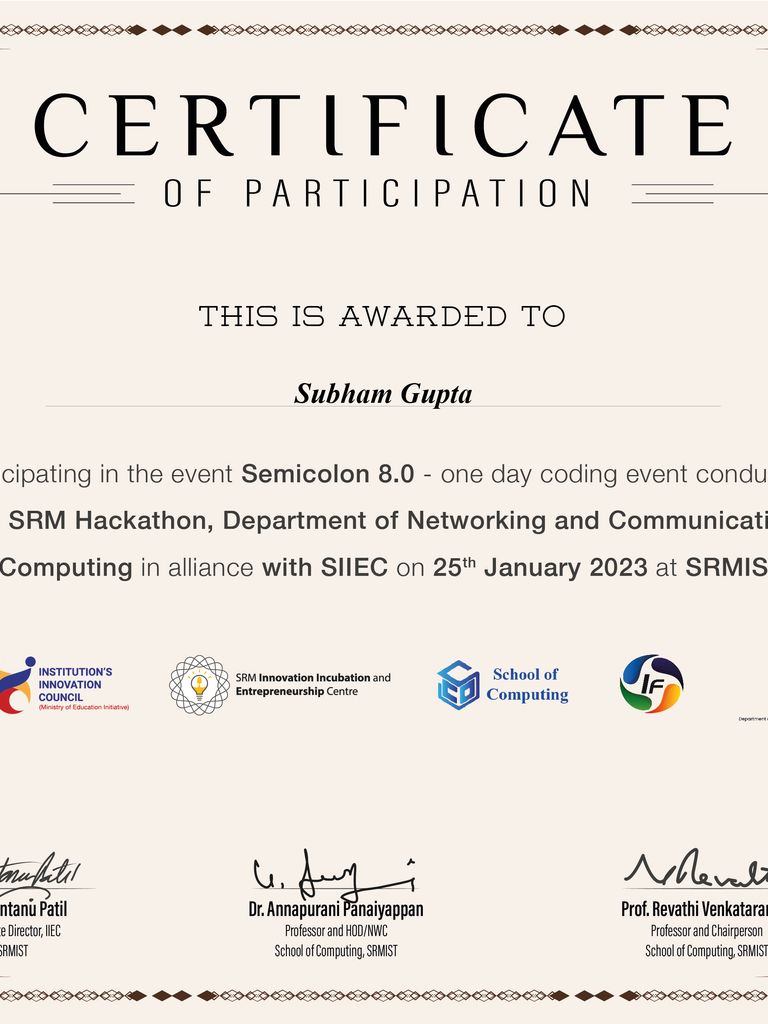 CERTIFICATE
OF PARTICIPATION
THIS IS AWARDED TO
Subham Gupta
cipating in the event Semicolon 8.0 - one day coding event condu
SRM Hackathon, Department of Networking and Communicati
Computing in alliance with SIIEC on 25th January 2023 at SRMIS
INSTITUTION'S
INNOVATION
COUNCIL
(Ministry of Education Initiative)
SRM Innovation Incubation and
Entrepreneurship Centre
School of
Computing
IF
Department
ntanu Patil
te Director, IIEC
SRMIST
Dr. Annapurani Panaiyappan
Professor and HOD/NWC
School of Computing, SRMIST
Prof. Revathi Venkatara
Professor and Chairperson
School of Computing, SRMIST